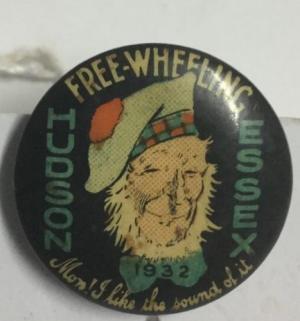 FREE-WHEELING
HUDSON
ESSEX
1932
Mon! I like the sound of it